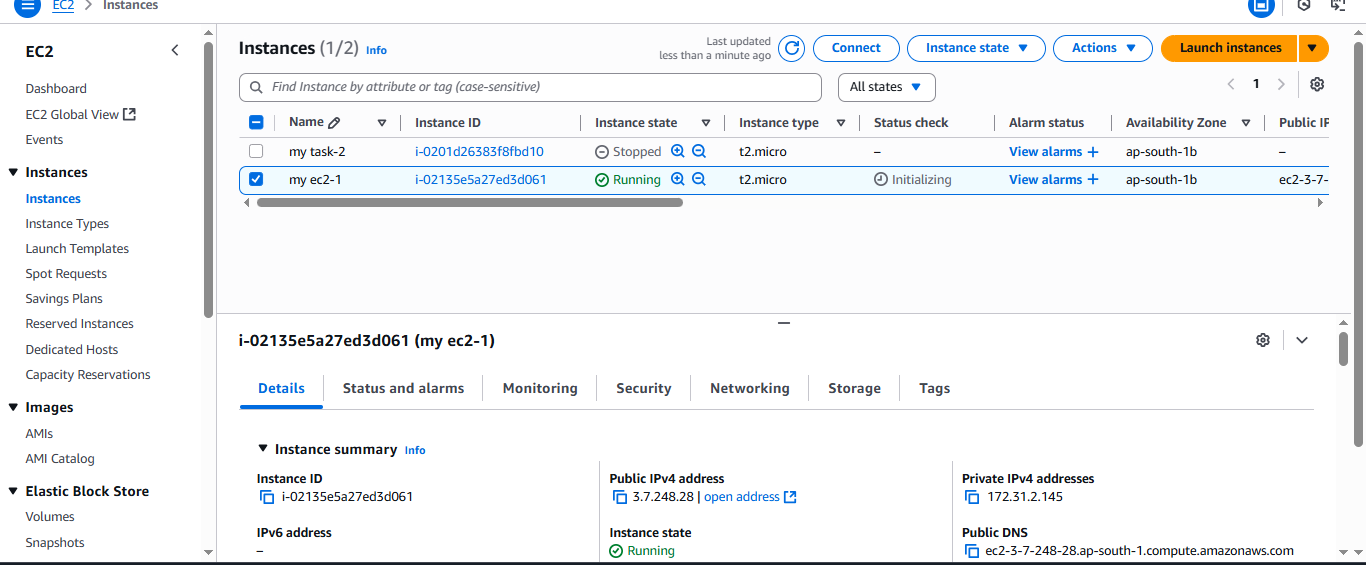 EC2 > Instances
EC2
Dashboard
EC2 Global View
Events
Instances
Instances
Instance Types
Launch Templates
Spot Requests
Savings Plans
Reserved Instances
Dedicated Hosts
Capacity Reservations
Images
AMIs
AMI Catalog
Elastic Block Store
Volumes
Snapshots
Instances (1/2) Info
Last updated
less than a minute ago
Connect
Instance state
Actions
Launch instances
Find Instance by attribute or tag (case-sensitive)
All states
1
Name Instance ID Instance state Instance type Status check Alarm status Availability Zone Public IP
my task-2 i-0201d26383f8fbd10 Stopped t2.micro – View alarms + ap-south-1b –
my ec2-1 i-02135e5a27ed3d061 Running t2.micro Initializing View alarms + ap-south-1b ec2-3-7-
i-02135e5a27ed3d061 (my ec2-1)
Details Status and alarms Monitoring Security Networking Storage Tags
Instance summary Info
Instance ID
i-02135e5a27ed3d061
Public IPv4 address
3.7.248.28 | open address
Private IPv4 addresses
172.31.2.145
IPv6 address
–
Instance state
Running
Public DNS
ec2-3-7-248-28.ap-south-1.compute.amazonaws.com